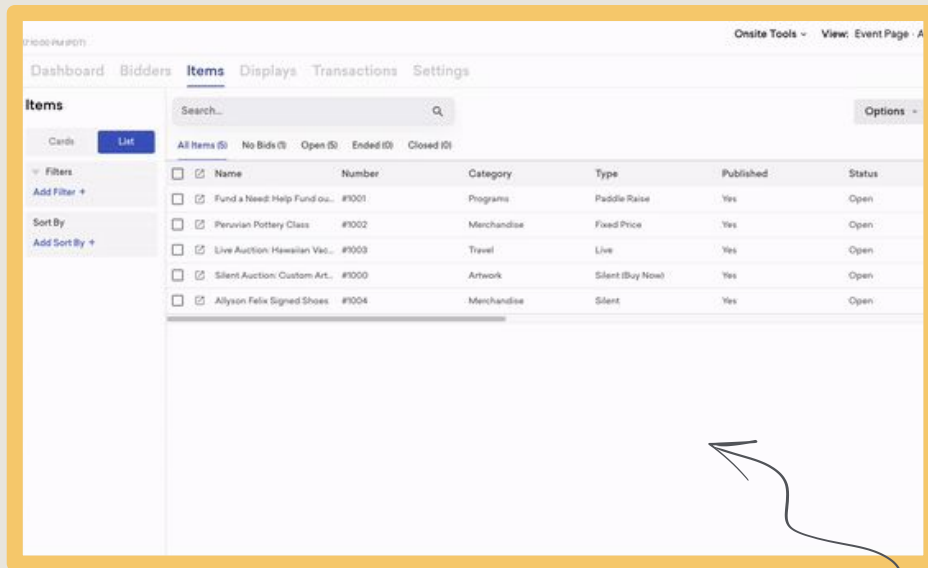 Onsite Tools View: Event Page · A
10:00 PM (PDT)
Dashboard Bidders Items Displays Transactions Settings
Items
Search...
Options
Cards List
All Items (5) No Bids (1) Open (5) Ended (0) Closed (0)
Filters
Add Filter +
Sort By
Add Sort By +
Name Number Category Type Published Status
Fund a Need: Help Fund ou... #1001 Programs Paddle Raise Yes Open
Peruvian Pottery Class #1002 Merchandise Fixed Price Yes Open
Live Auction: Hawaiian Vac... #1003 Travel Live Yes Open
Silent Auction: Custom Art... #1000 Artwork Silent (Buy Now) Yes Open
Allyson Felix Signed Shoes #1004 Merchandise Silent Yes Open